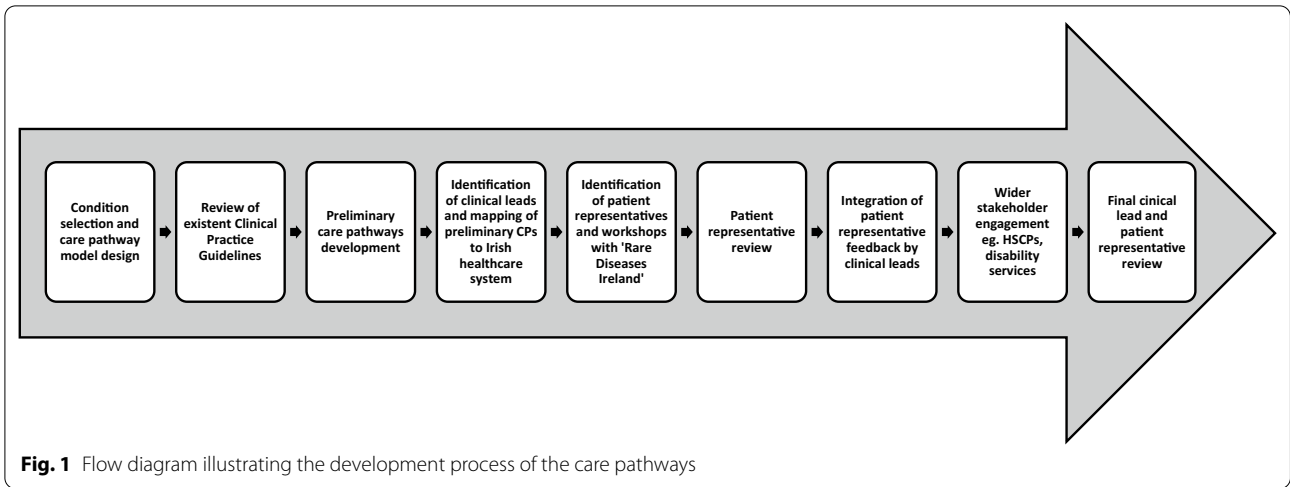 Condition
selection and
care pathway
model design
Review of
existent Clinical
Practice
Guidelines
Preliminary
care pathways
development
Identification
of clinical leads
and mapping of
preliminary CPs
to Irish
healthcare
system
Identification
of patient
representatives
and workshops
with 'Rare
Diseases
Ireland'
Patient
representative
review
Integration of
patient
representative
feedback by
clinical leads
Wider
stakeholder
engagement
eg. HSCPs,
disability
services
Final cinical
lead and
patient
representative
review
Fig. 1 Flow diagram illustrating the development process of the care pathways